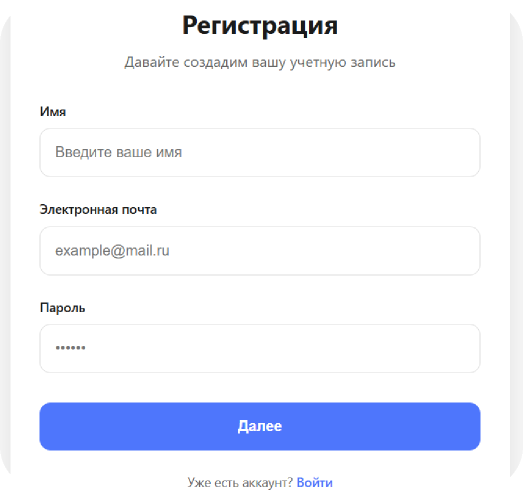 Регистрация
Давайте создадим вашу учетную запись
Имя
Введите ваше имя
Электронная почта
example@mail.ru
Пароль
••••••
Далее
Уже есть аккаунт? Войти